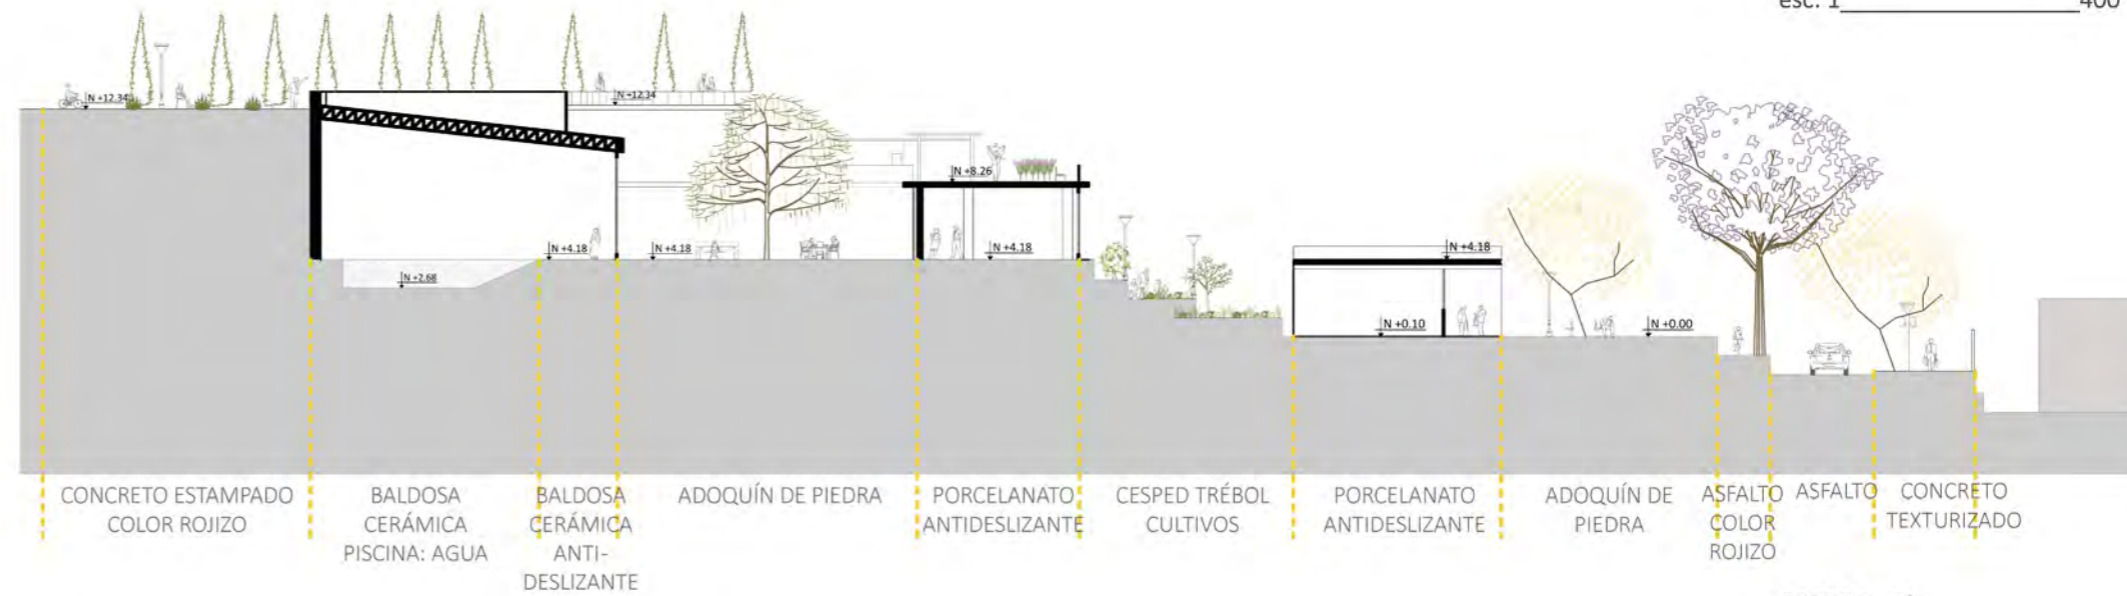 esc. 1____________________400
N +12.34
N +12.34
N +8.26
N +4.18
N +4.18
N +4.18
N +4.18
N +2.68
N +0.10
N +0.00
CONCRETO ESTAMPADO
COLOR ROJIZO
BALDOSA
CERÁMICA
PISCINA: AGUA
BALDOSA
CERÁMICA
ANTI-
DESLIZANTE
ADOQUÍN DE PIEDRA
PORCELANATO
ANTIDESLIZANTE
CESPED TRÉBOL
CULTIVOS
PORCELANATO
ANTIDESLIZANTE
ADOQUÍN DE
PIEDRA
ASFALTO
COLOR
ROJIZO
ASFALTO
CONCRETO
TEXTURIZADO